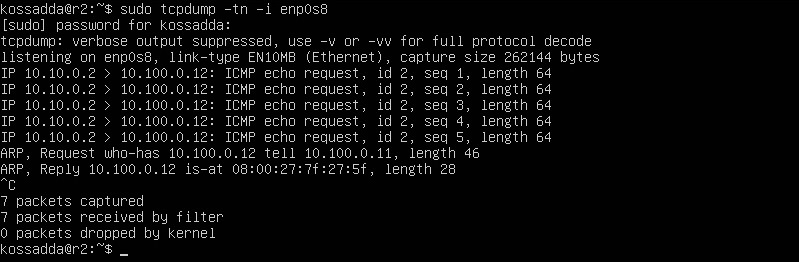 kossadda@r2:~$ sudo tcpdump -tn -i enp0s8
[sudo] password for kossadda:
tcpdump: verbose output suppressed, use -v or -vv for full protocol decode
listening on enp0s8, link-type EN10MB (Ethernet), capture size 262144 bytes
IP 10.10.0.2 > 10.100.0.12: ICMP echo request, id 2, seq 1, length 64
IP 10.10.0.2 > 10.100.0.12: ICMP echo request, id 2, seq 2, length 64
IP 10.10.0.2 > 10.100.0.12: ICMP echo request, id 2, seq 3, length 64
IP 10.10.0.2 > 10.100.0.12: ICMP echo request, id 2, seq 4, length 64
IP 10.10.0.2 > 10.100.0.12: ICMP echo request, id 2, seq 5, length 64
ARP, Request who-has 10.100.0.12 tell 10.100.0.11, length 46
ARP, Reply 10.100.0.12 is-at 08:00:27:7f:27:5f, length 28
^C
7 packets captured
7 packets received by filter
0 packets dropped by kernel
kossadda@r2:~$ _